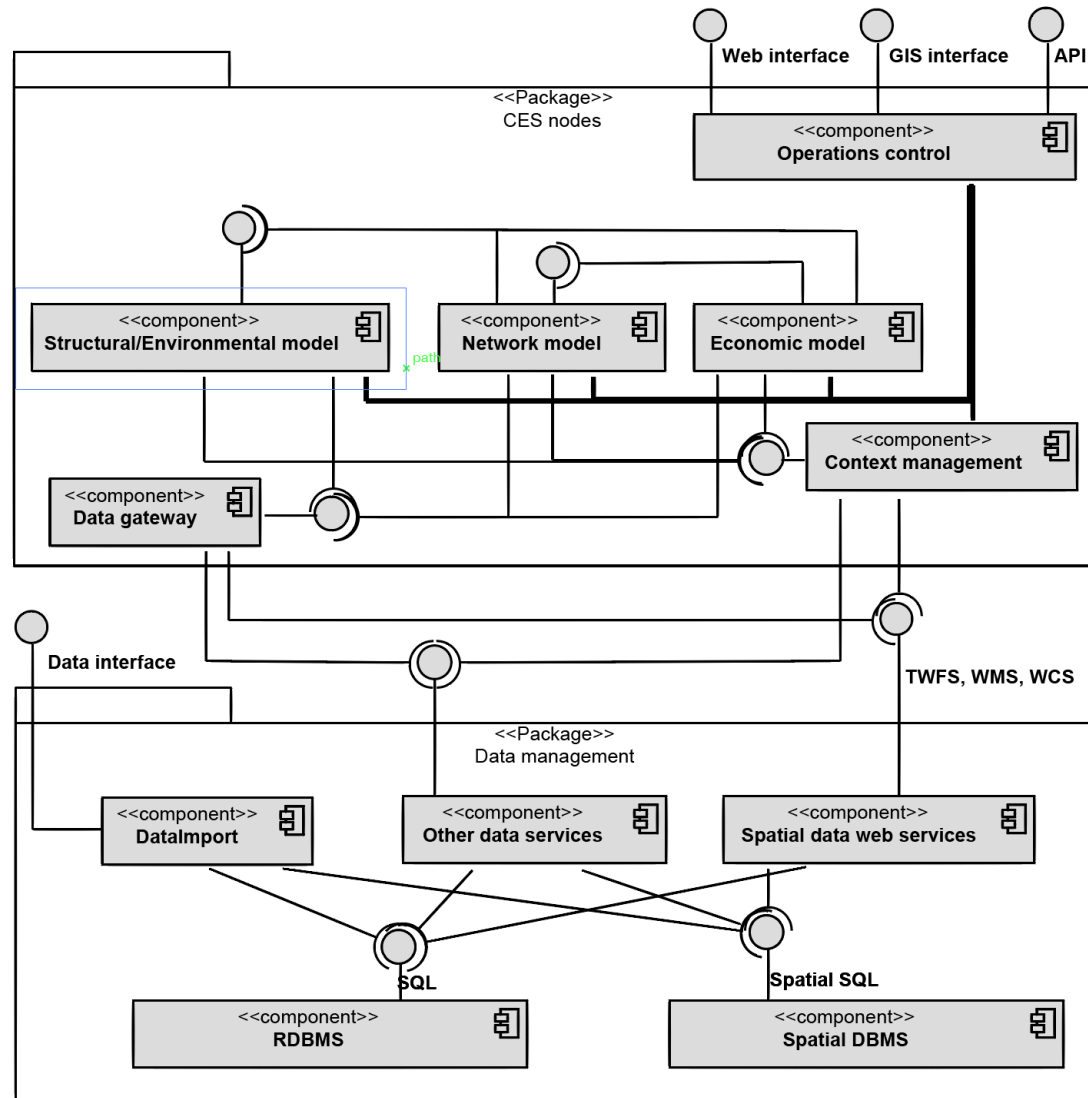 Web interface
GIS interface
API
<<Package>>
CES nodes
<<component>>
Operations control
<<component>>
Structural/Environmental model
<<component>>
Network model
<<component>>
Economic model
path
<<component>>
Context management
<<component>>
Data gateway
Data interface
TWFS, WMS, WCS
<<Package>>
Data management
<<component>>
DataImport
<<component>>
Other data services
<<component>>
Spatial data web services
SQL
Spatial SQL
<<component>>
RDBMS
<<component>>
Spatial DBMS